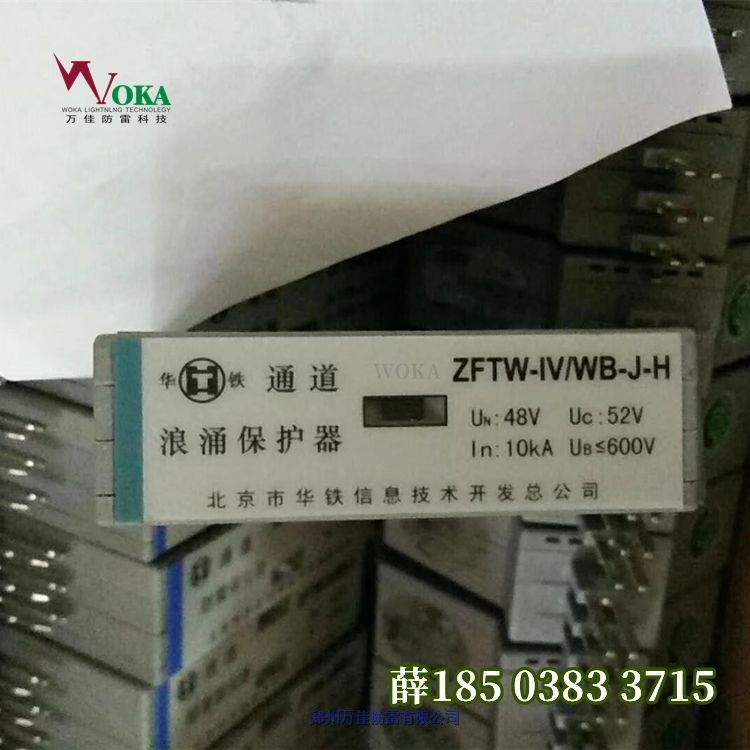 WOKA
WOKA LIGHTNLNG TECHNOLOGY
万佳防雷科技
华 铁 通道
浪涌保护器
WOKA
ZFTW-IV/WB-J-H
UN:48V UC:52V
In:10kA UB≤600V
北京市华铁信息技术开发总公司
薛185 0383 3715
郑州万佳防雷有限公司